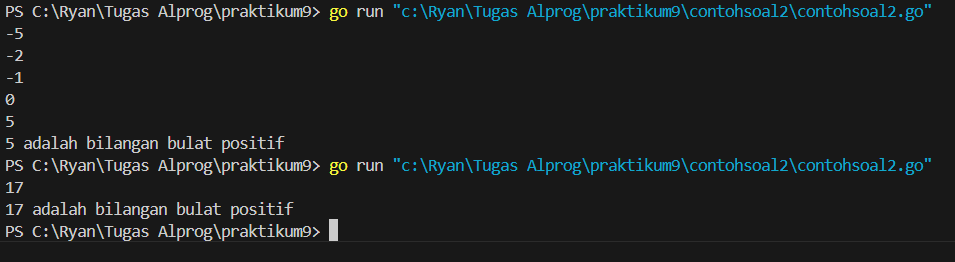 PS C:\Ryan\Tugas Alprog\praktikum9> go run "c:\Ryan\Tugas Alprog\praktikum9\contohsoal2\contohsoal2.go"
-5
-2
-1
0
5
5 adalah bilangan bulat positif
PS C:\Ryan\Tugas Alprog\praktikum9> go run "c:\Ryan\Tugas Alprog\praktikum9\contohsoal2\contohsoal2.go"
17
17 adalah bilangan bulat positif
PS C:\Ryan\Tugas Alprog\praktikum9>